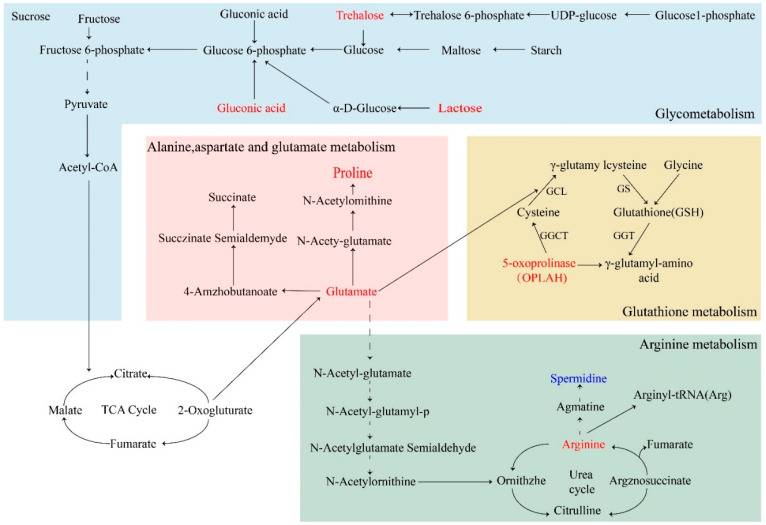 Sucrose
Fructose
Gluconic acid
Trehalose
Trehalose 6-phosphate
UDP-glucose
Glucose1-phosphate
Fructose 6-phosphate
Glucose 6-phosphate
Glucose
Maltose
Starch
Pyruvate
Gluconic acid
α-D-Glucose
Lactose
Glycometabolism
Acetyl-CoA
Alanine,aspartate and glutamate metabolism
Proline
Succinate
N-Acetylomithine
Succzinate Semialdemyde
N-Acety-glutamate
4-Amzhobutanoate
Glutamate
γ-glutamy lcysteine
Glycine
GCL
GS
Cysteine
Glutathione(GSH)
GGCT
GGT
5-oxoprolinase
(OPLAH)
γ-glutamyl-amino
acid
Glutathione metabolism
Arginine metabolism
Citrate
Malate
TCA Cycle
2-Oxogluturate
Fumarate
N-Acetyl-glutamate
N-Acetyl-glutamyl-p
N-Acetylglutamate Semialdehyde
N-Acetylornithine
Spermidine
Agmatine
Arginyl-tRNA(Arg)
Arginine
Fumarate
Ornithzhe
Urea
cycle
Argznosuccinate
Citrulline